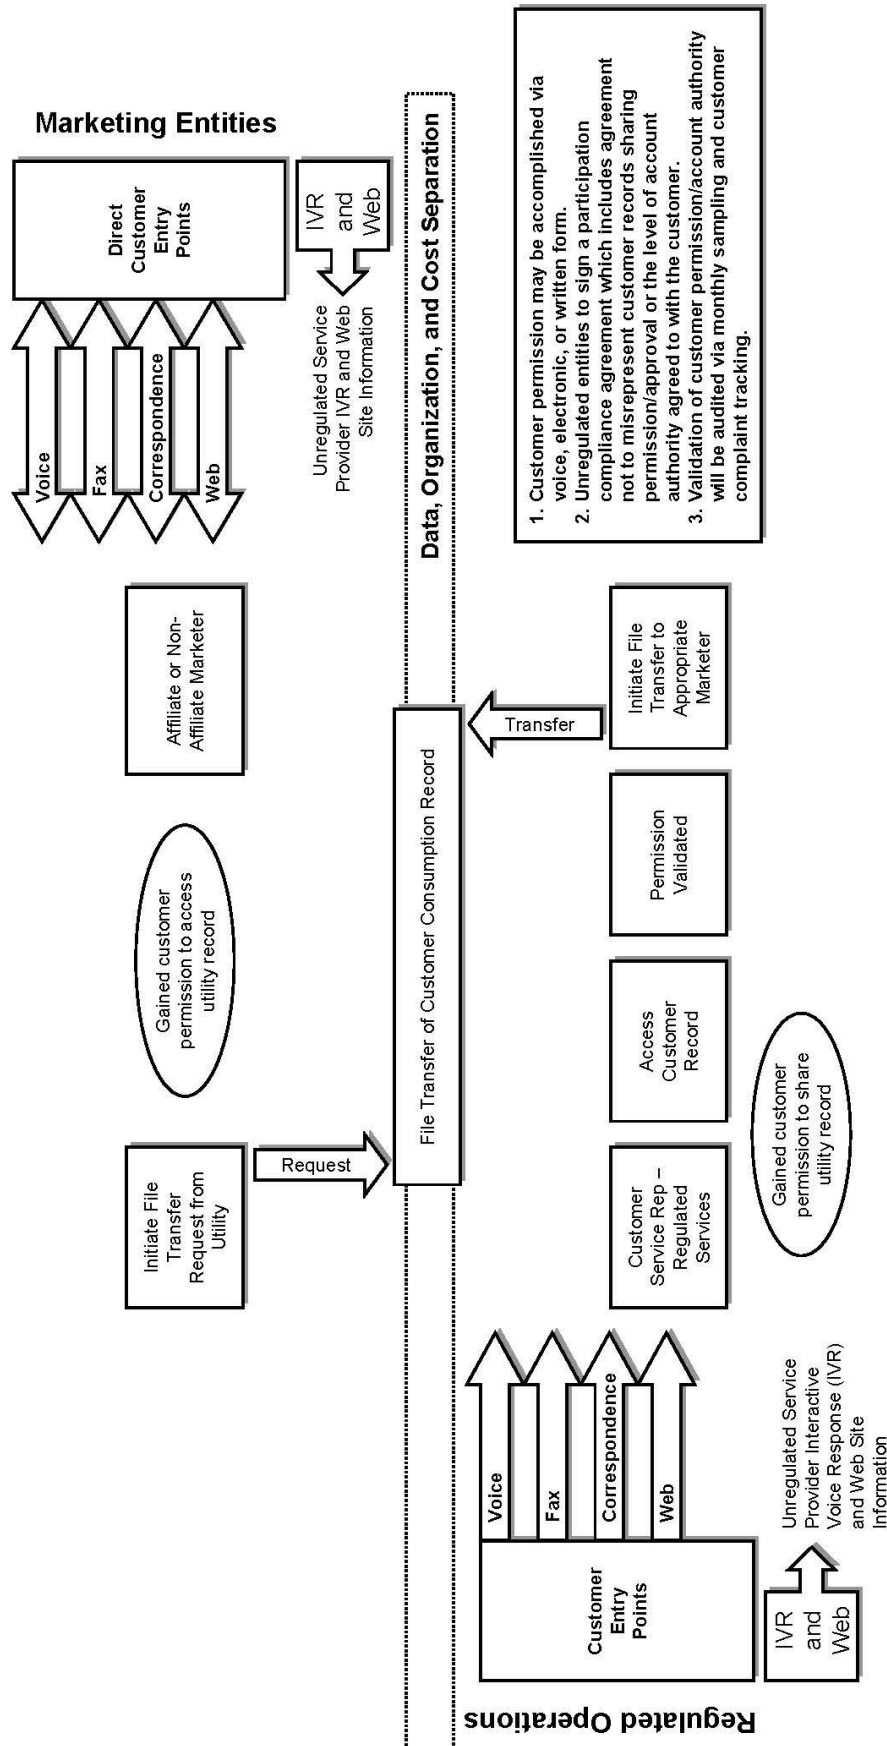 Marketing Entities
Direct
Customer
Entry
Points
Voice
Fax
Correspondence
Web
IVR
and
Web
Unregulated Service
Provider IVR and Web
Site Information
Affiliate or Non-
Affiliate Marketer
Gained customer
permission to access
utility record
Initiate File
Transfer
Request from
Utility
Request
Data, Organization, and Cost Separation
File Transfer of Customer Consumption Record
Transfer
Regulated Operations
Customer
Entry
Points
Voice
Fax
Correspondence
Web
IVR
and
Web
Unregulated Service
Provider Interactive
Voice Response (IVR)
and Web Site
Information
Customer
Service Rep –
Regulated
Services
Gained customer
permission to share
utility record
Access
Customer
Record
Permission
Validated
Initiate File
Transfer to
Appropriate
Marketer
1. Customer permission may be accomplished via
voice, electronic, or written form.
2. Unregulated entities to sign a participation
compliance agreement which includes agreement
not to misrepresent customer records sharing
permission/approval or the level of account
authority agreed to with the customer.
3. Validation of customer permission/account authority
will be audited via monthly sampling and customer
complaint tracking.